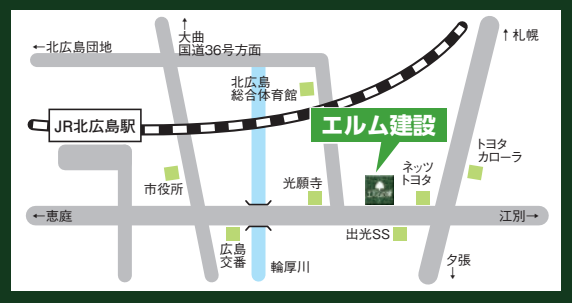 ↑
大曲
国道36号方面
←北広島団地
↑札幌
北広島
総合体育館
JR北広島駅
エルム建設
トヨタ
カローラ
ネッツ
トヨタ
光願寺
市役所
←恵庭
江別→
出光SS
広島
交番
輪厚川
夕張
↓